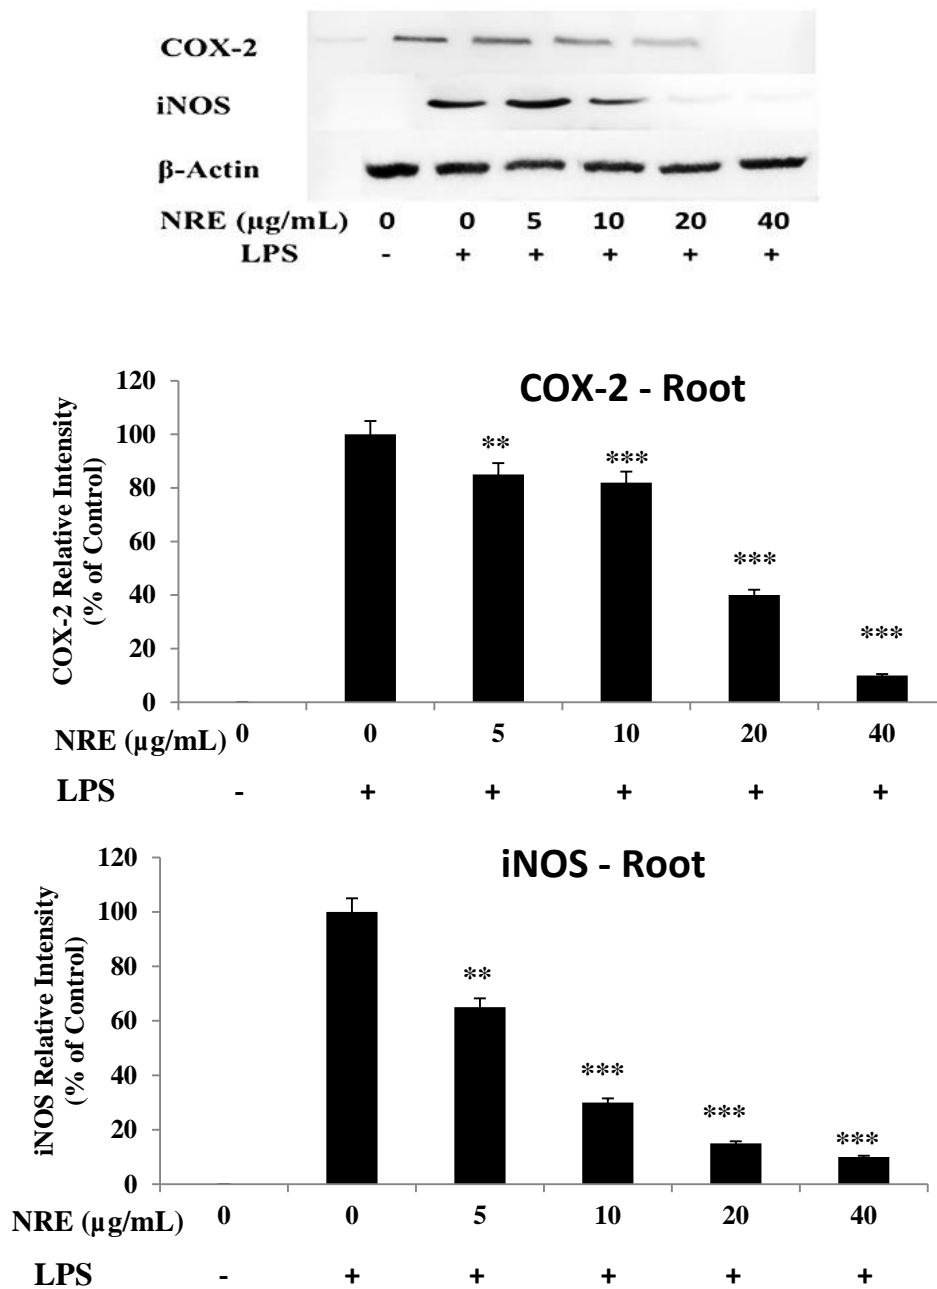 COX-2
iNOS
β-Actin
NRE (µg/mL) 0 0 5 10 20 40
LPS - + + + + +
COX-2 - Root
COX-2 Relative Intensity
(% of Control)
120
100
80
60
40
20
0
**
***
***
***
NRE (µg/mL) 0 0 5 10 20 40
LPS - + + + + +
iNOS - Root
iNOS Relative Intensity
(% of Control)
120
100
80
60
40
20
0
**
***
***
***
NRE (µg/mL) 0 0 5 10 20 40
LPS - + + + + +